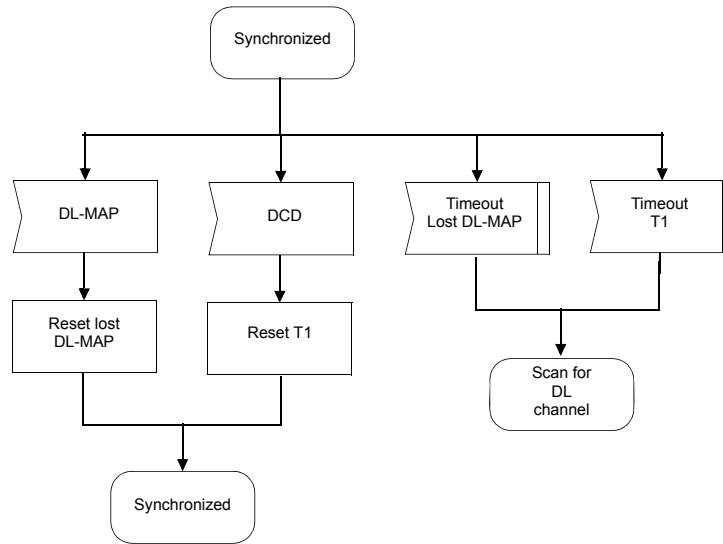 Synchronized
DL-MAP
DCD
Timeout
Lost DL-MAP
Timeout
T1
Reset lost
DL-MAP
Reset T1
Scan for
DL
channel
Synchronized